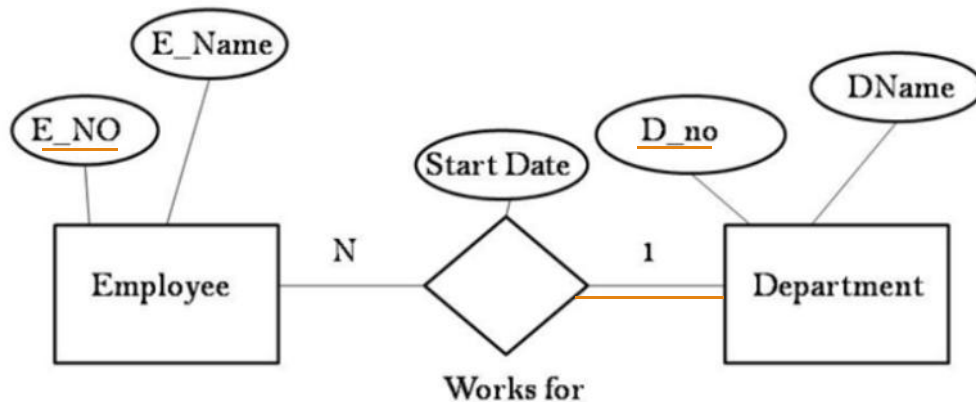 E_Name
E_NO
DName
D_no
Start Date
N
1
Employee
Department
Works for